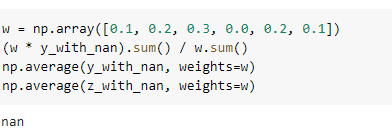 w = np.array([0.1, 0.2, 0.3, 0.0, 0.2, 0.1])
(w * y_with_nan).sum() / w.sum()
np.average(y_with_nan, weights=w)
np.average(z_with_nan, weights=w)
nan